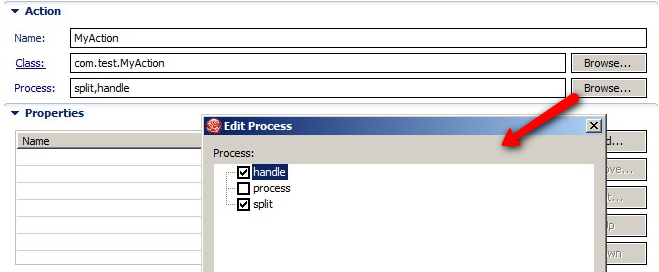 Action
Name: MyAction
Class: com.test.MyAction Browse...
Process: split,handle Browse...
Properties
Name
Edit Process
Process:
handle
process
split